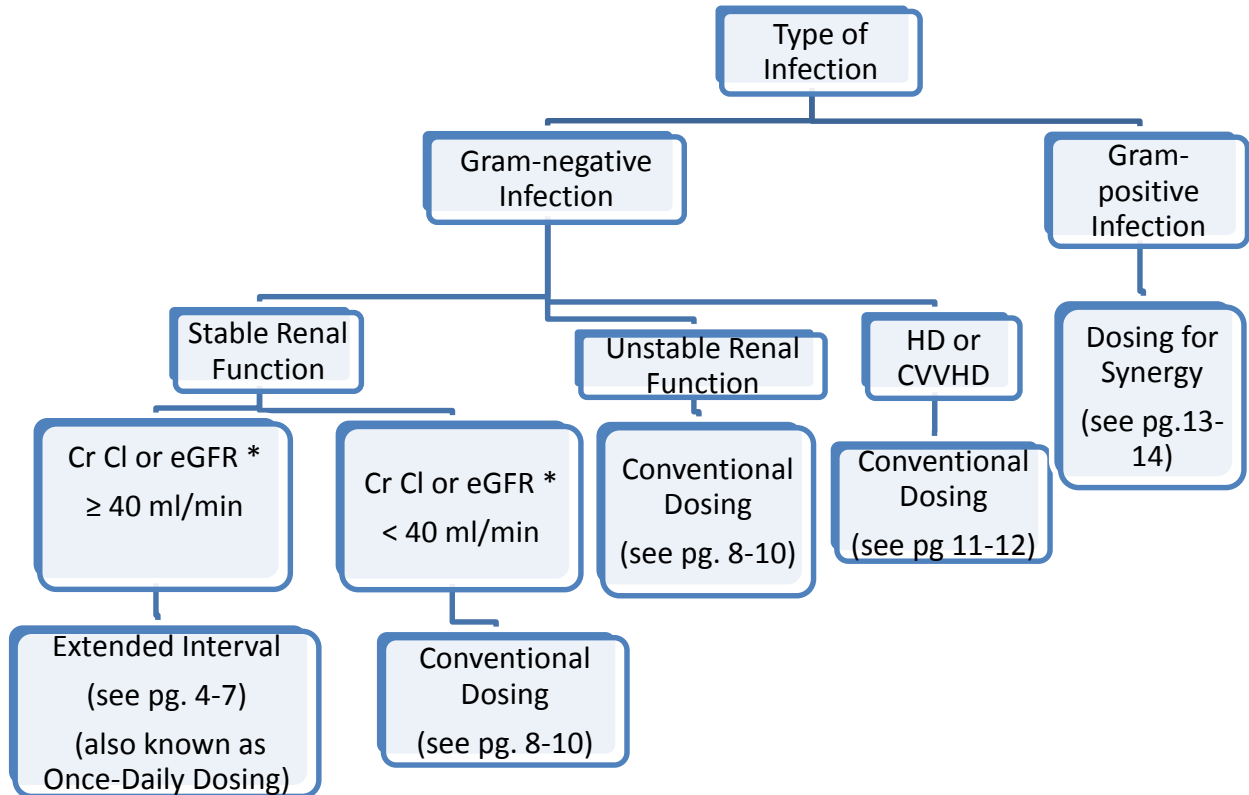 Type of
Infection
Gram-negative
Infection
Gram-
positive
Infection
Stable Renal
Function
Unstable Renal
Function
HD or
CVVHD
Dosing for
Synergy
(see pg.13-
14)
Cr Cl or eGFR *
≥ 40 ml/min
Cr Cl or eGFR *
< 40 ml/min
Conventional
Dosing
(see pg. 8-10)
Conventional
Dosing
(see pg 11-12)
Extended Interval
(see pg. 4-7)
(also known as
Once-Daily Dosing)
Conventional
Dosing
(see pg. 8-10)